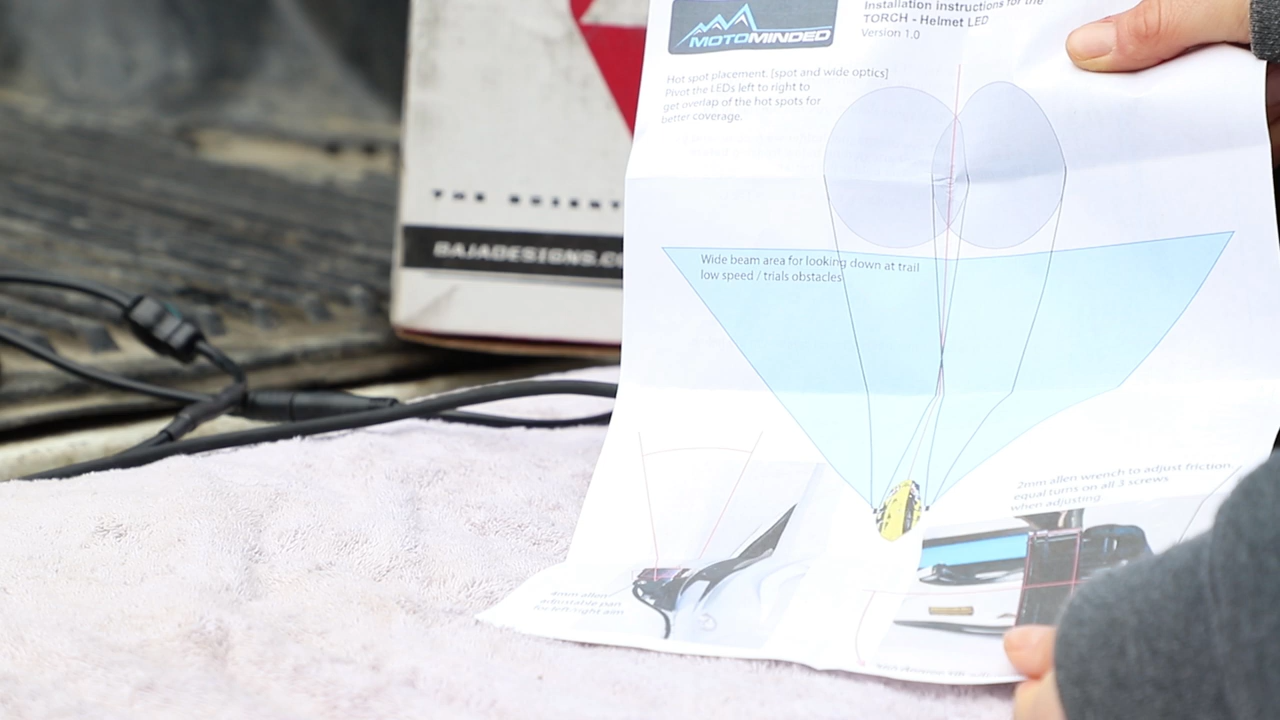 MOTOMINDED
Installation instructions for the
TORCH - Helmet LED
Version 1.0
Hot spot placement. [spot and wide optics]
Pivot the LEDs left to right to
get overlap of the hot spots for
better coverage.
Wide beam area for looking down at trail
low speed / trials obstacles
2mm allen wrench to adjust friction
equal turns on all 3 screws
when adjusting.
4mm allen
adjustable pan
for left/right aim
THE
BAJADESIGNS.C